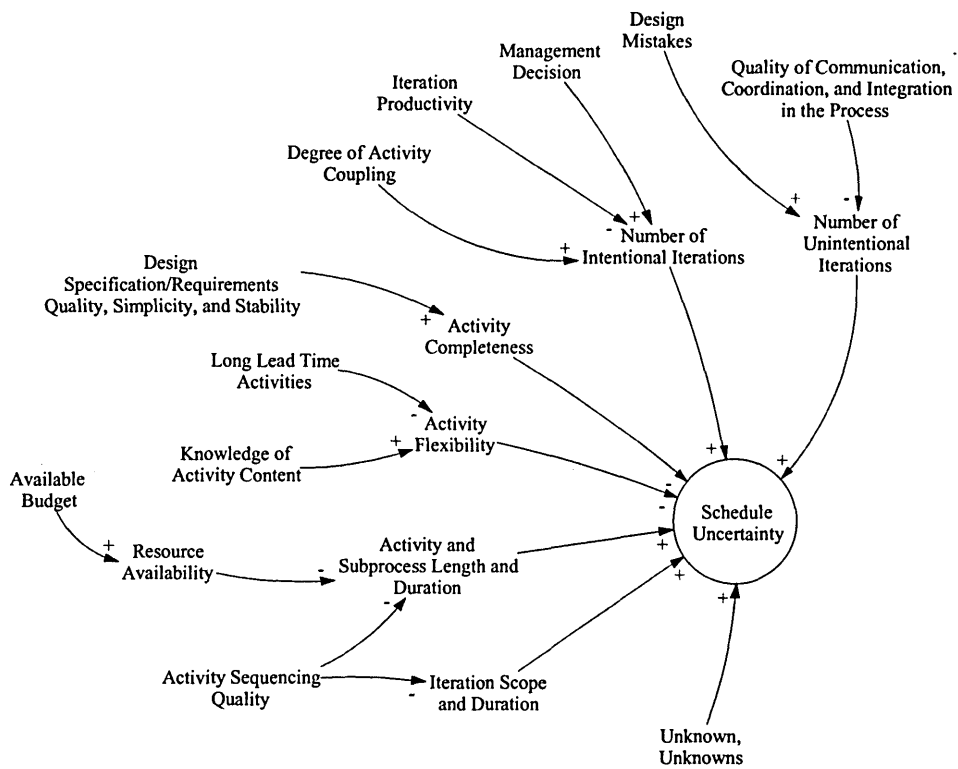 Design
Mistakes
Management
Decision
Quality of Communication,
Coordination, and Integration
in the Process
Iteration
Productivity
Degree of Activity
Coupling
+
-
+
-
+
Number of
Intentional Iterations
Number of
Unintentional
Iterations
Design
Specification/Requirements
Quality, Simplicity, and Stability
+
Activity
Completeness
Long Lead Time
Activities
-
+
Activity
Flexibility
Knowledge of
Activity Content
Available
Budget
+
+
-
-
+
+
+
Schedule
Uncertainty
+
Resource
Availability
-
Activity and
Subprocess Length and
Duration
-
Activity Sequencing
Quality
-
Iteration Scope
and Duration
Unknown,
Unknowns